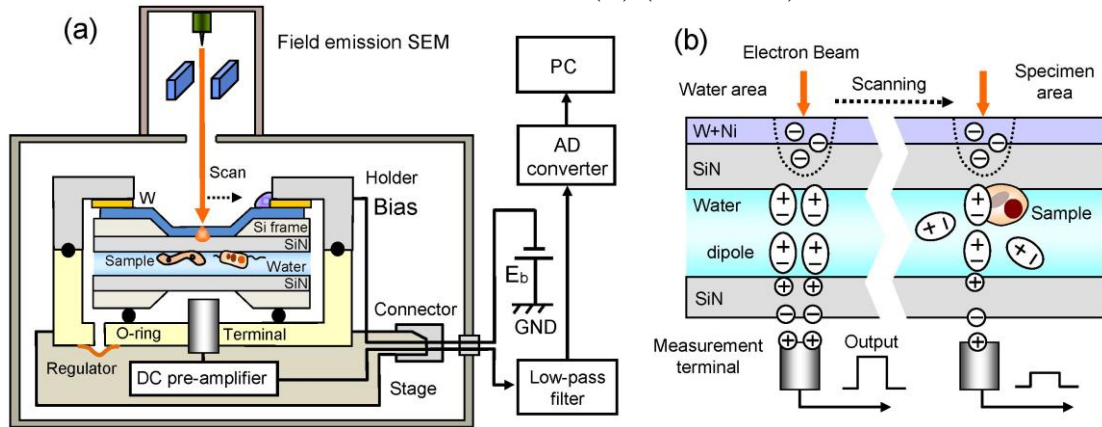 (a)
Field emission SEM
PC
AD
converter
Scan
Holder
W
Bias
Si frame
SiN
Sample
Water
SiN
E_b
GND
Connector
O-ring
Terminal
Regulator
DC pre-amplifier
Stage
Low-pass
filter
(b)
Electron Beam
Water area
Scanning
Specimen
area
W+Ni
SiN
Water
Sample
dipole
SiN
Measurement
terminal
Output